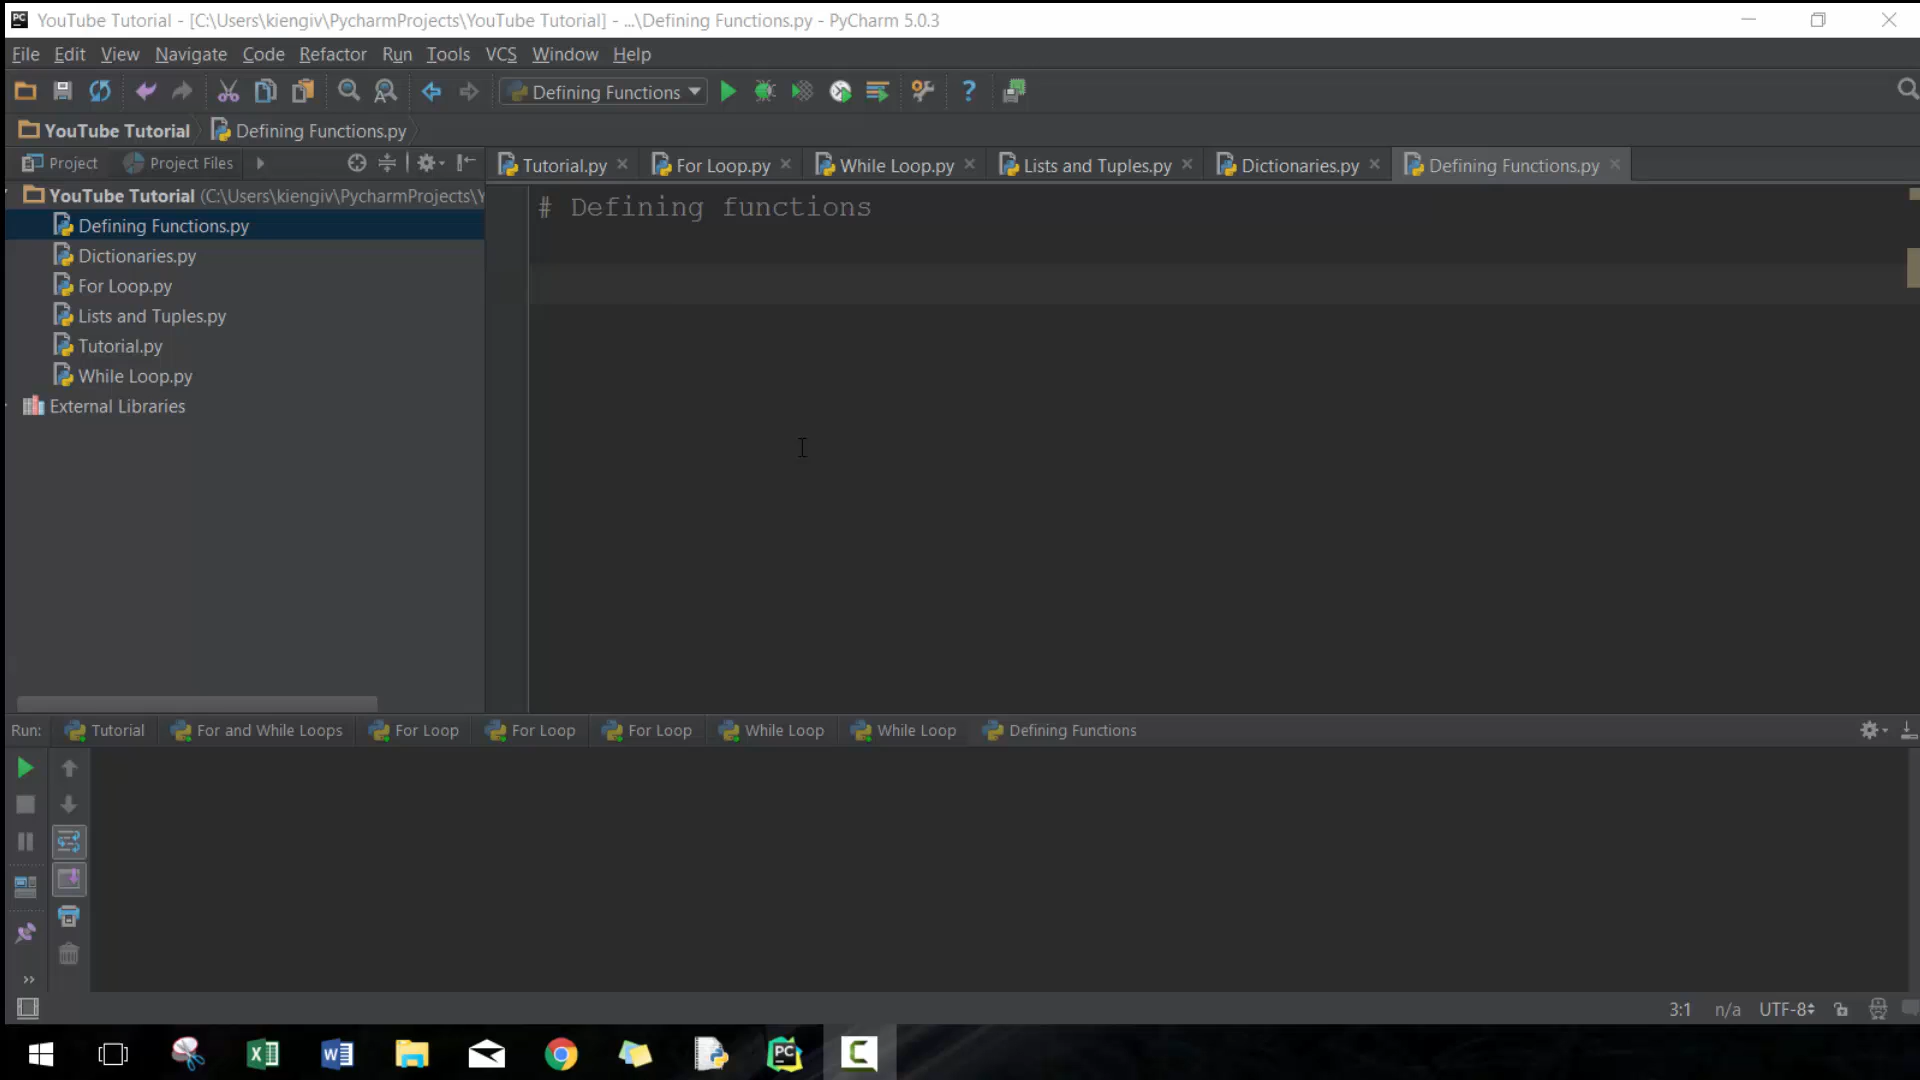 YouTube Tutorial - [C:\Users\kiengiv\PycharmProjects\YouTube Tutorial] - ...\Defining Functions.py - PyCharm 5.0.3
File Edit View Navigate Code Refactor Run Tools VCS Window Help
Defining Functions
YouTube Tutorial Defining Functions.py
Project Project Files
Tutorial.py For Loop.py While Loop.py Lists and Tuples.py Dictionaries.py Defining Functions.py
YouTube Tutorial (C:\Users\kiengiv\PycharmProjects\Y
Defining Functions.py
Dictionaries.py
For Loop.py
Lists and Tuples.py
Tutorial.py
While Loop.py
External Libraries
# Defining functions
Run: Tutorial For and While Loops For Loop For Loop For Loop While Loop While Loop Defining Functions
3:1 n/a UTF-8